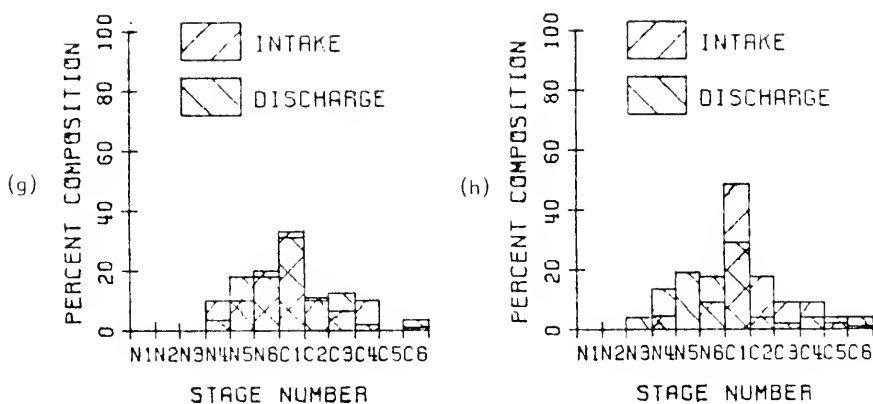 (g)
PERCENT COMPOSITION
100
80
60
40
20
0
INTAKE
DISCHARGE
N1N2N3N4N5N6C1C2C3C4C5C6
STAGE NUMBER
(h)
PERCENT COMPOSITION
100
80
60
40
20
0
INTAKE
DISCHARGE
N1N2N3N4N5N6C1C2C3C4C5C6
STAGE NUMBER